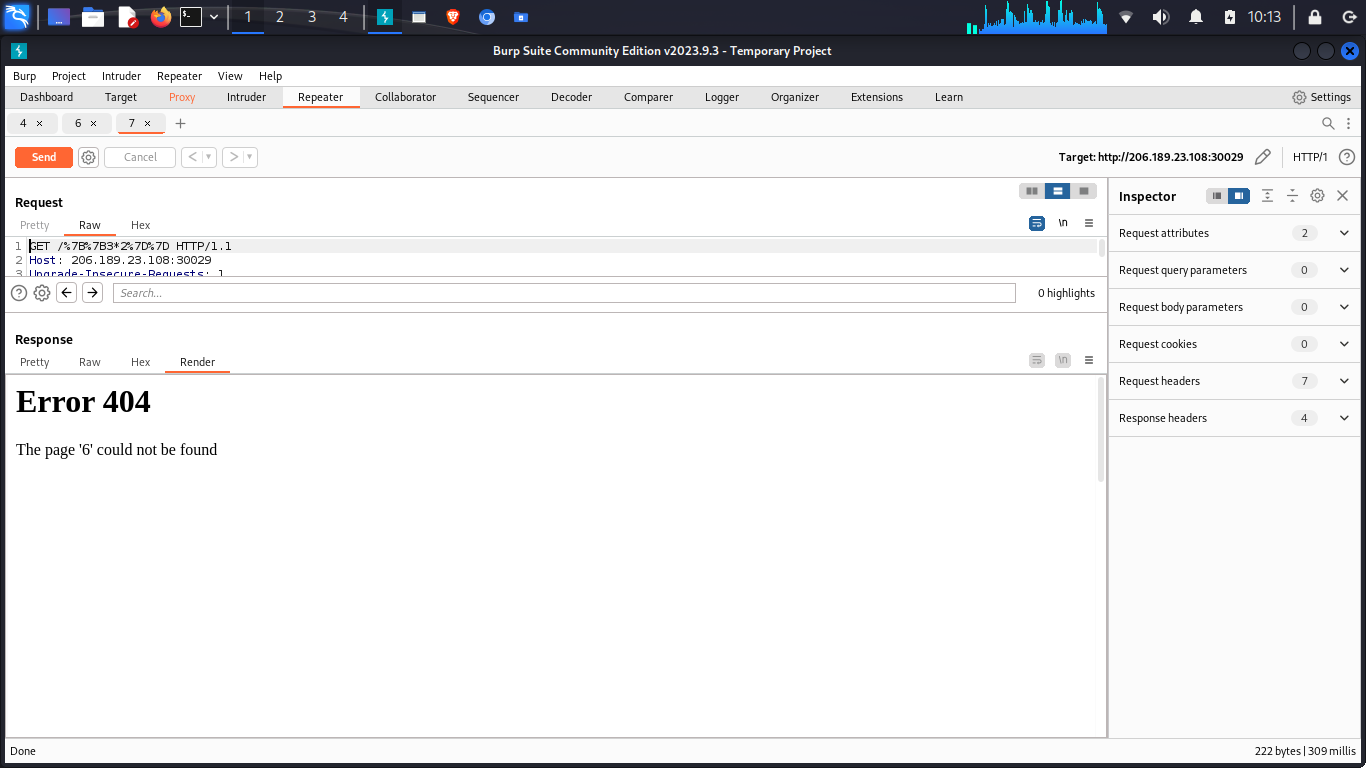 1 2 3 4 10:13
Burp Suite Community Edition v2023.9.3 - Temporary Project
Burp Project Intruder Repeater View Help
Dashboard Target Proxy Intruder Repeater Collaborator Sequencer Decoder Comparer Logger Organizer Extensions Learn Settings
4 × 6 × 7 × +
Send Cancel < > Target: http://206.189.23.108:30029 HTTP/1
Request
Pretty Raw Hex \n
1 GET /%7B%7B3*2%7D%7D HTTP/1.1
2 Host: 206.189.23.108:30029
3 Upgrade-Insecure-Requests: 1
Search... 0 highlights
Response
Pretty Raw Hex Render \n
Error 404
The page '6' could not be found
Inspector
Request attributes 2
Request query parameters 0
Request body parameters 0
Request cookies 0
Request headers 7
Response headers 4
Done 222 bytes | 309 millis